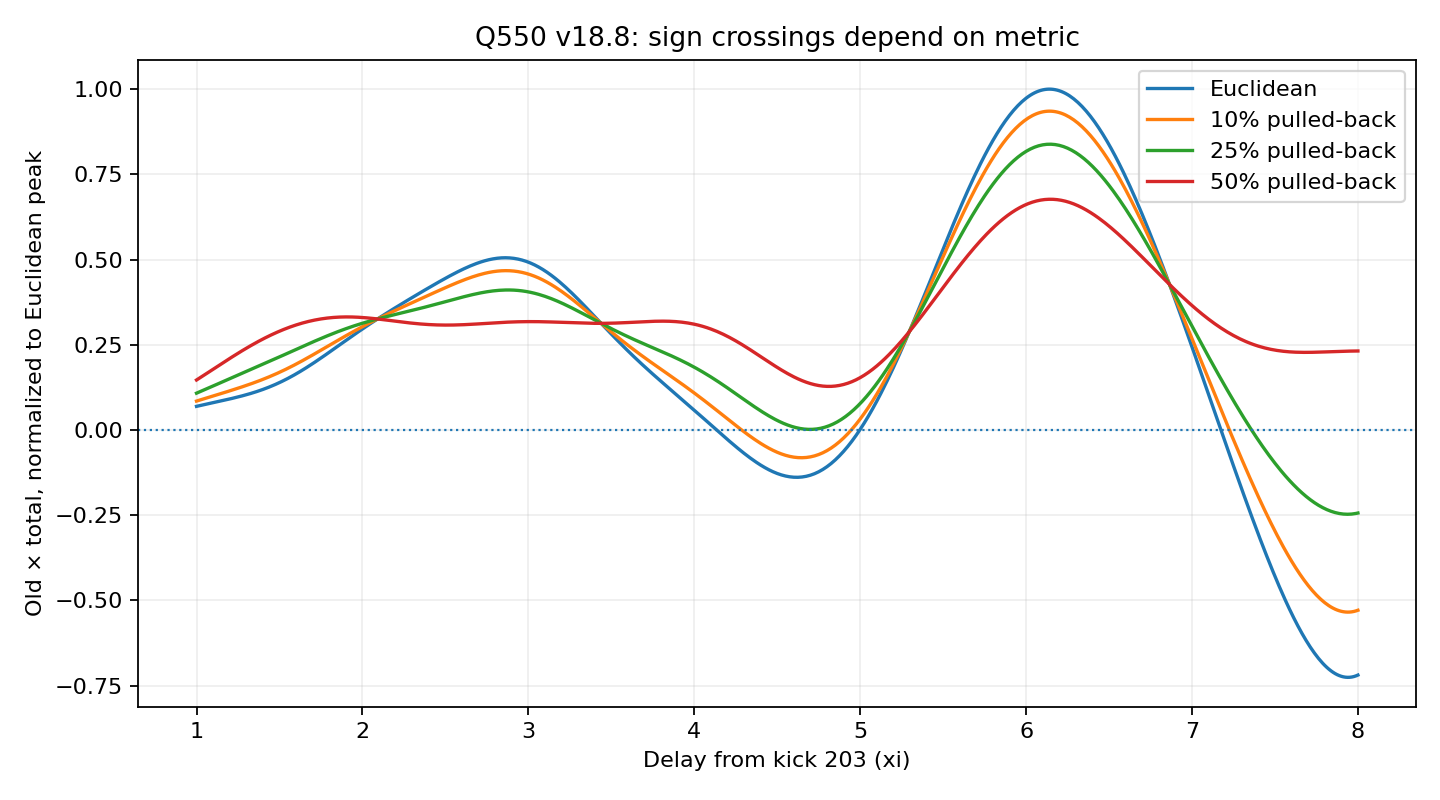 Q550 v18.8: sign crossings depend on metric
Euclidean
10% pulled-back
25% pulled-back
50% pulled-back
Old × total, normalized to Euclidean peak
1.00
0.75
0.50
0.25
0.00
−0.25
−0.50
−0.75
1 2 3 4 5 6 7 8
Delay from kick 203 (xi)